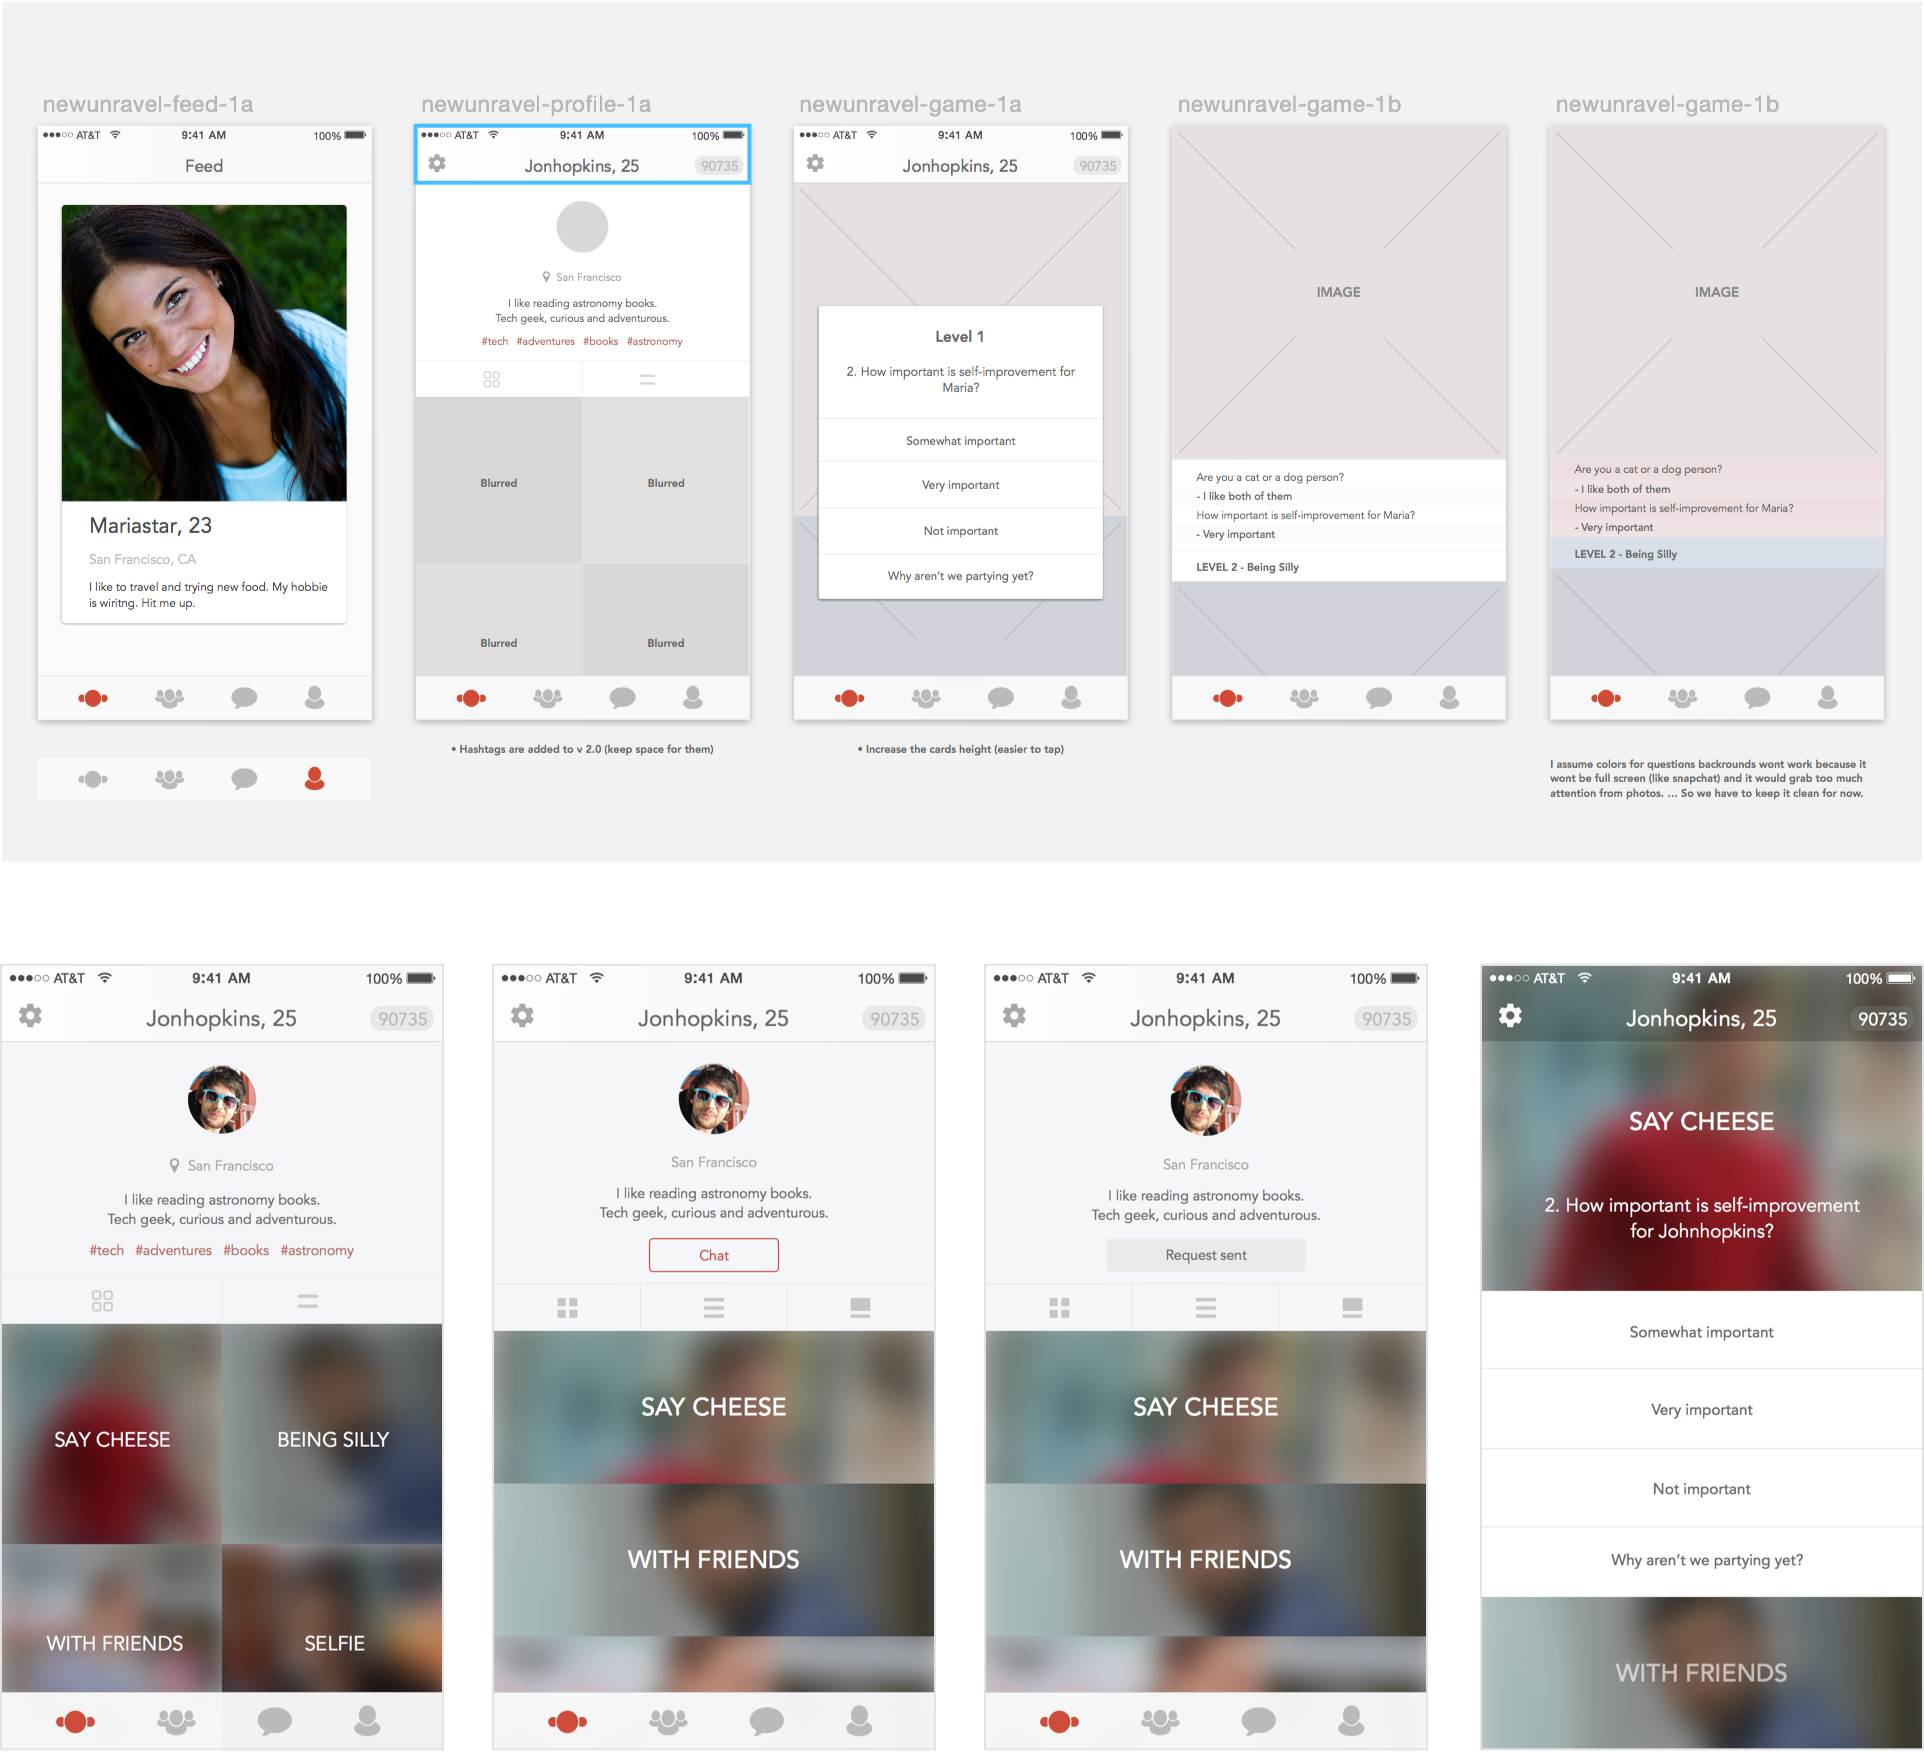 newunravel-feed-1a
AT&T 9:41 AM 100%
Feed
Mariastar, 23
San Francisco, CA
I like to travel and trying new food. My hobbie
is wiritng. Hit me up.
newunravel-profile-1a
AT&T 9:41 AM 100%
Jonhopkins, 25 90735
San Francisco
I like reading astronomy books.
Tech geek, curious and adventurous.
#tech #adventures #books #astronomy
Blurred Blurred
Blurred Blurred
• Hashtags are added to v 2.0 (keep space for them)
newunravel-game-1a
AT&T 9:41 AM 100%
Jonhopkins, 25 90735
Level 1
2. How important is self-improvement for
Maria?
Somewhat important
Very important
Not important
Why aren't we partying yet?
• Increase the cards height (easier to tap)
newunravel-game-1b
IMAGE
Are you a cat or a dog person?
- I like both of them
How important is self-improvement for Maria?
- Very important
LEVEL 2 - Being Silly
newunravel-game-1b
IMAGE
Are you a cat or a dog person?
- I like both of them
How important is self-improvement for Maria?
- Very important
LEVEL 2 - Being Silly
I assume colors for questions backrounds wont work because it
wont be full screen (like snapchat) and it would grab too much
attention from photos. ... So we have to keep it clean for now.
AT&T 9:41 AM 100%
Jonhopkins, 25 90735
San Francisco
I like reading astronomy books.
Tech geek, curious and adventurous.
#tech #adventures #books #astronomy
SAY CHEESE BEING SILLY
WITH FRIENDS SELFIE
AT&T 9:41 AM 100%
Jonhopkins, 25 90735
San Francisco
I like reading astronomy books.
Tech geek, curious and adventurous.
Chat
SAY CHEESE
WITH FRIENDS
AT&T 9:41 AM 100%
Jonhopkins, 25 90735
San Francisco
I like reading astronomy books.
Tech geek, curious and adventurous.
Request sent
SAY CHEESE
WITH FRIENDS
AT&T 9:41 AM 100%
Jonhopkins, 25 90735
SAY CHEESE
2. How important is self-improvement
for Johnhopkins?
Somewhat important
Very important
Not important
Why aren't we partying yet?
WITH FRIENDS